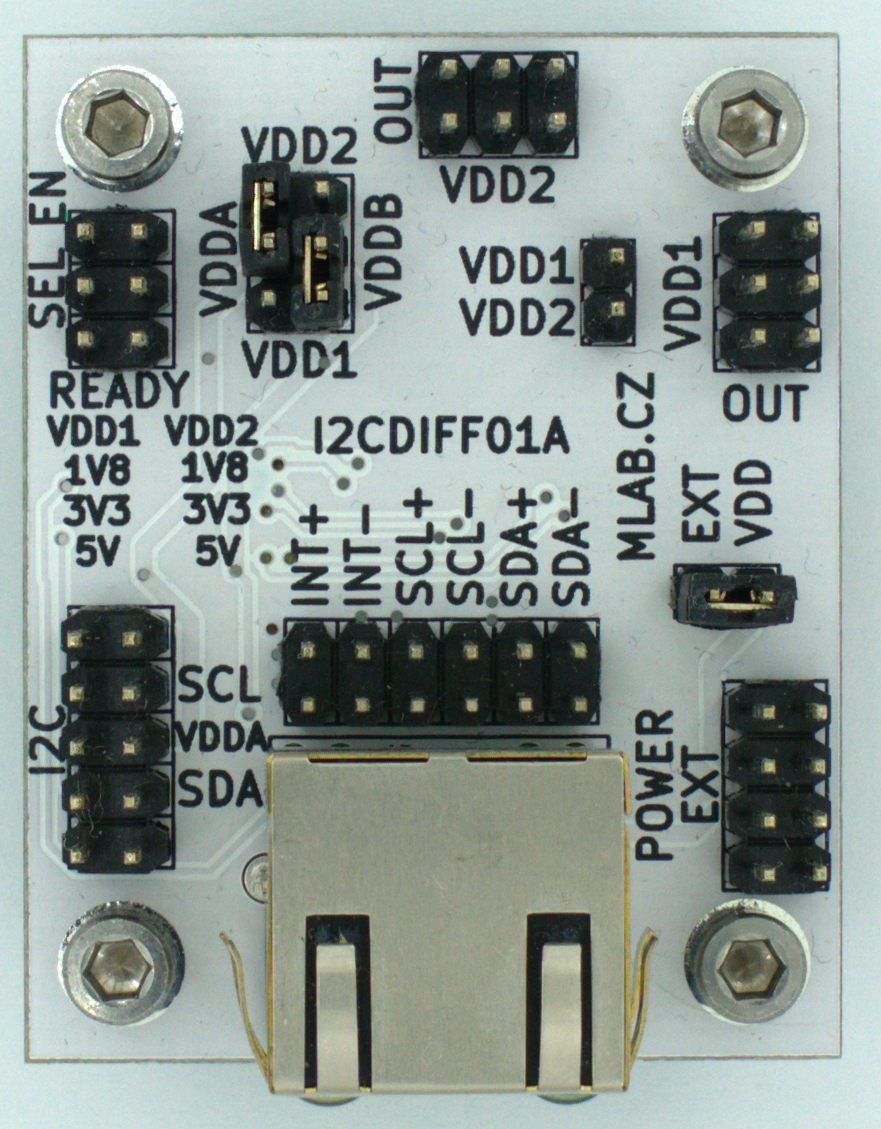 OUT
VDD2
VDD2
SEL EN
VDDA
VDDB
VDD1
VDD2
VDD1
VDD1
READY
OUT
VDD1 VDD2
1V8 1V8
3V3 3V3
5V 5V
I2CDIFF01A
MLAB.CZ
EXT
VDD
INT+
INT-
SCL+
SCL-
SDA+
SDA-
I2C
SCL
VDDA
SDA
POWER
EXT